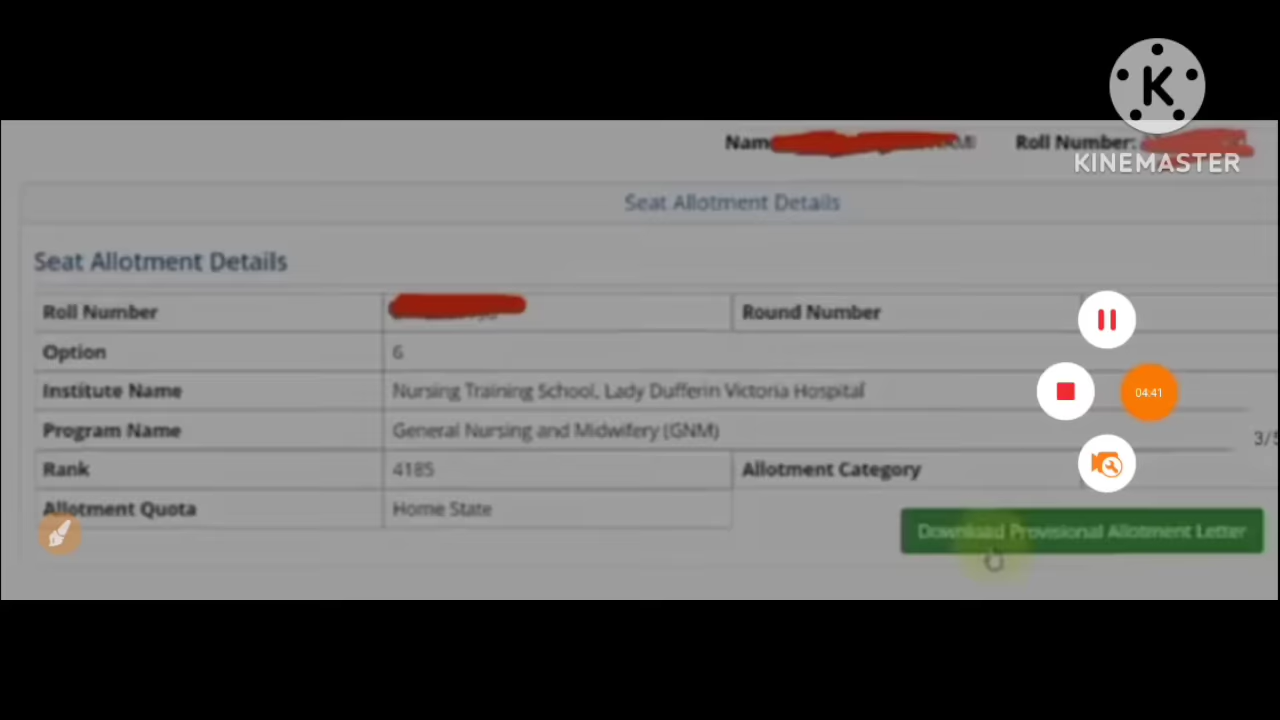 K
KINEMASTER
Nam
Roll Number:
Seat Allotment Details
Seat Allotment Details
Roll Number
Round Number
Option 6
Institute Name Nursing Training School, Lady Dufferin Victoria Hospital
04:41
Program Name General Nursing and Midwifery (GNM)
3/5
Rank 4185 Allotment Category
Allotment Quota Home State
Download Provisional Allotment Letter